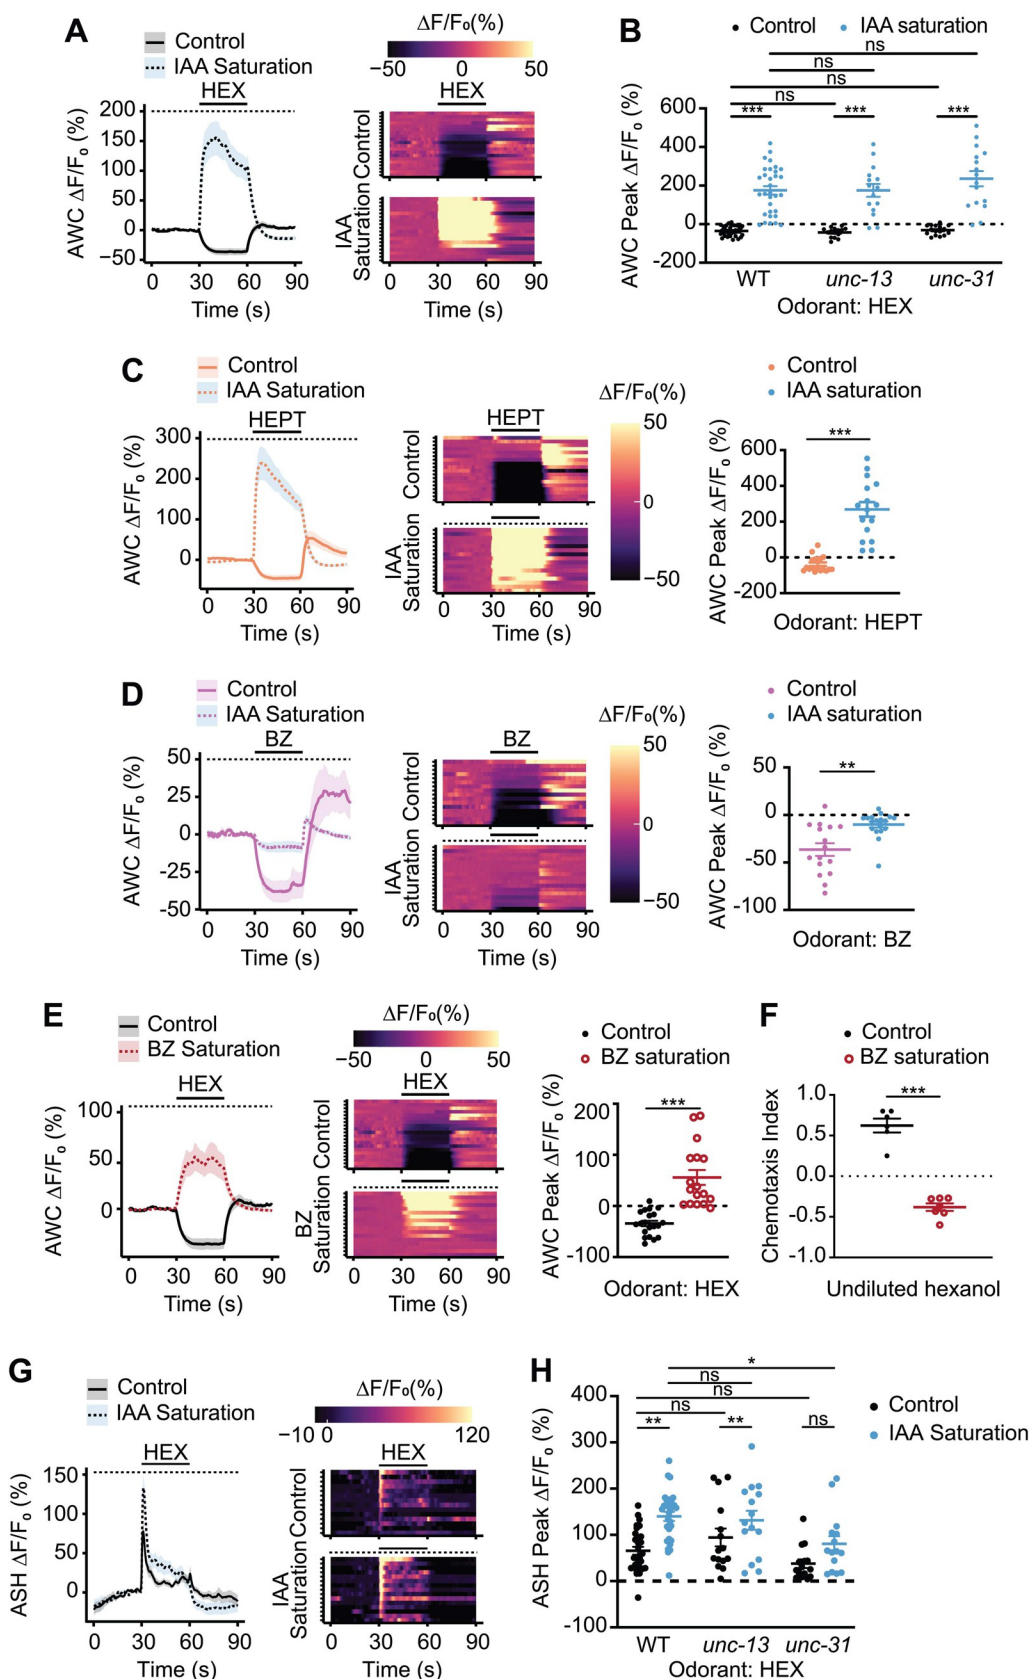 A
Control
IAA Saturation
HEX
AWC ΔF/F₀ (%)
200
150
100
50
0
−50
0 30 60 90
Time (s)
ΔF/F₀(%)
−50 0 50
HEX
Control
IAA
Saturation
0 30 60 90
Time (s)
B
Control IAA saturation
ns
ns
ns
ns
*** *** ***
AWC Peak ΔF/F₀ (%)
600
400
200
0
-200
WT unc-13 unc-31
Odorant: HEX
C
Control
IAA Saturation
HEPT
AWC ΔF/F₀ (%)
300
200
100
0
0 30 60 90
Time (s)
HEPT
Control
IAA
Saturation
0 30 60 90
Time (s)
ΔF/F₀(%)
50
0
−50
Control
IAA saturation
***
AWC Peak ΔF/F₀ (%)
600
400
200
0
-200
Odorant: HEPT
D
Control
IAA Saturation
BZ
AWC ΔF/F₀ (%)
50
25
0
-25
-50
0 30 60 90
Time (s)
BZ
Control
IAA
Saturation
0 30 60 90
Time (s)
ΔF/F₀(%)
50
0
−50
Control
IAA saturation
**
AWC Peak ΔF/F₀ (%)
50
0
-50
-100
Odorant: BZ
E
Control
BZ Saturation
HEX
AWC ΔF/F₀ (%)
100
50
0
0 30 60 90
Time (s)
ΔF/F₀(%)
−50 0 50
HEX
Control
BZ
Saturation
0 30 60 90
Time (s)
Control
BZ saturation
***
AWC Peak ΔF/F₀ (%)
200
100
0
-100
Odorant: HEX
F
Control
BZ saturation
***
Chemotaxis Index
1.0
0.5
0.0
-0.5
-1.0
Undiluted hexanol
G
Control
IAA Saturation
HEX
ASH ΔF/F₀ (%)
150
100
50
0
0 30 60 90
Time (s)
ΔF/F₀(%)
−10 0 120
HEX
Control
IAA
Saturation
0 30 60 90
Time (s)
H
*
ns
ns
ns
** ** ns
Control
IAA Saturation
ASH Peak ΔF/F₀ (%)
400
300
200
100
0
-100
WT unc-13 unc-31
Odorant: HEX